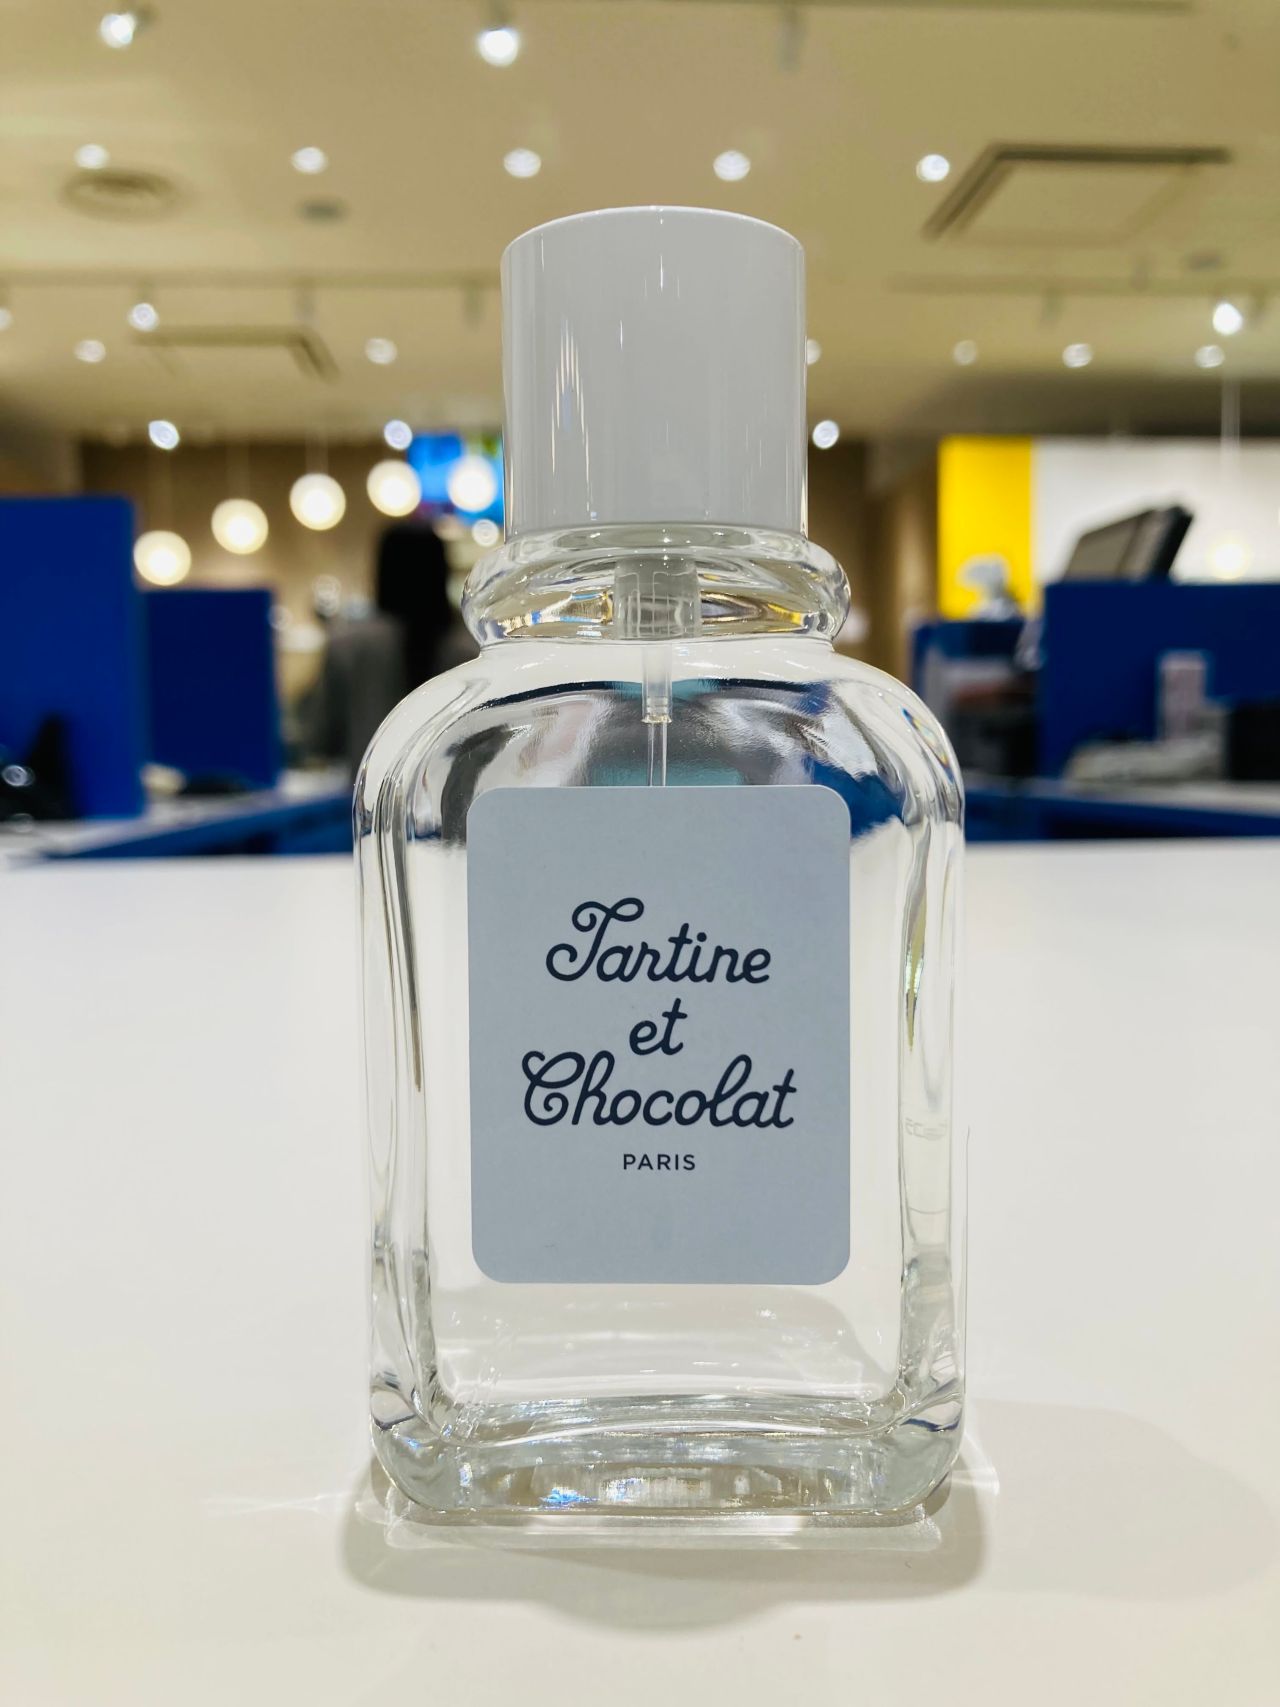 Tartine
et
Chocolat
PARIS